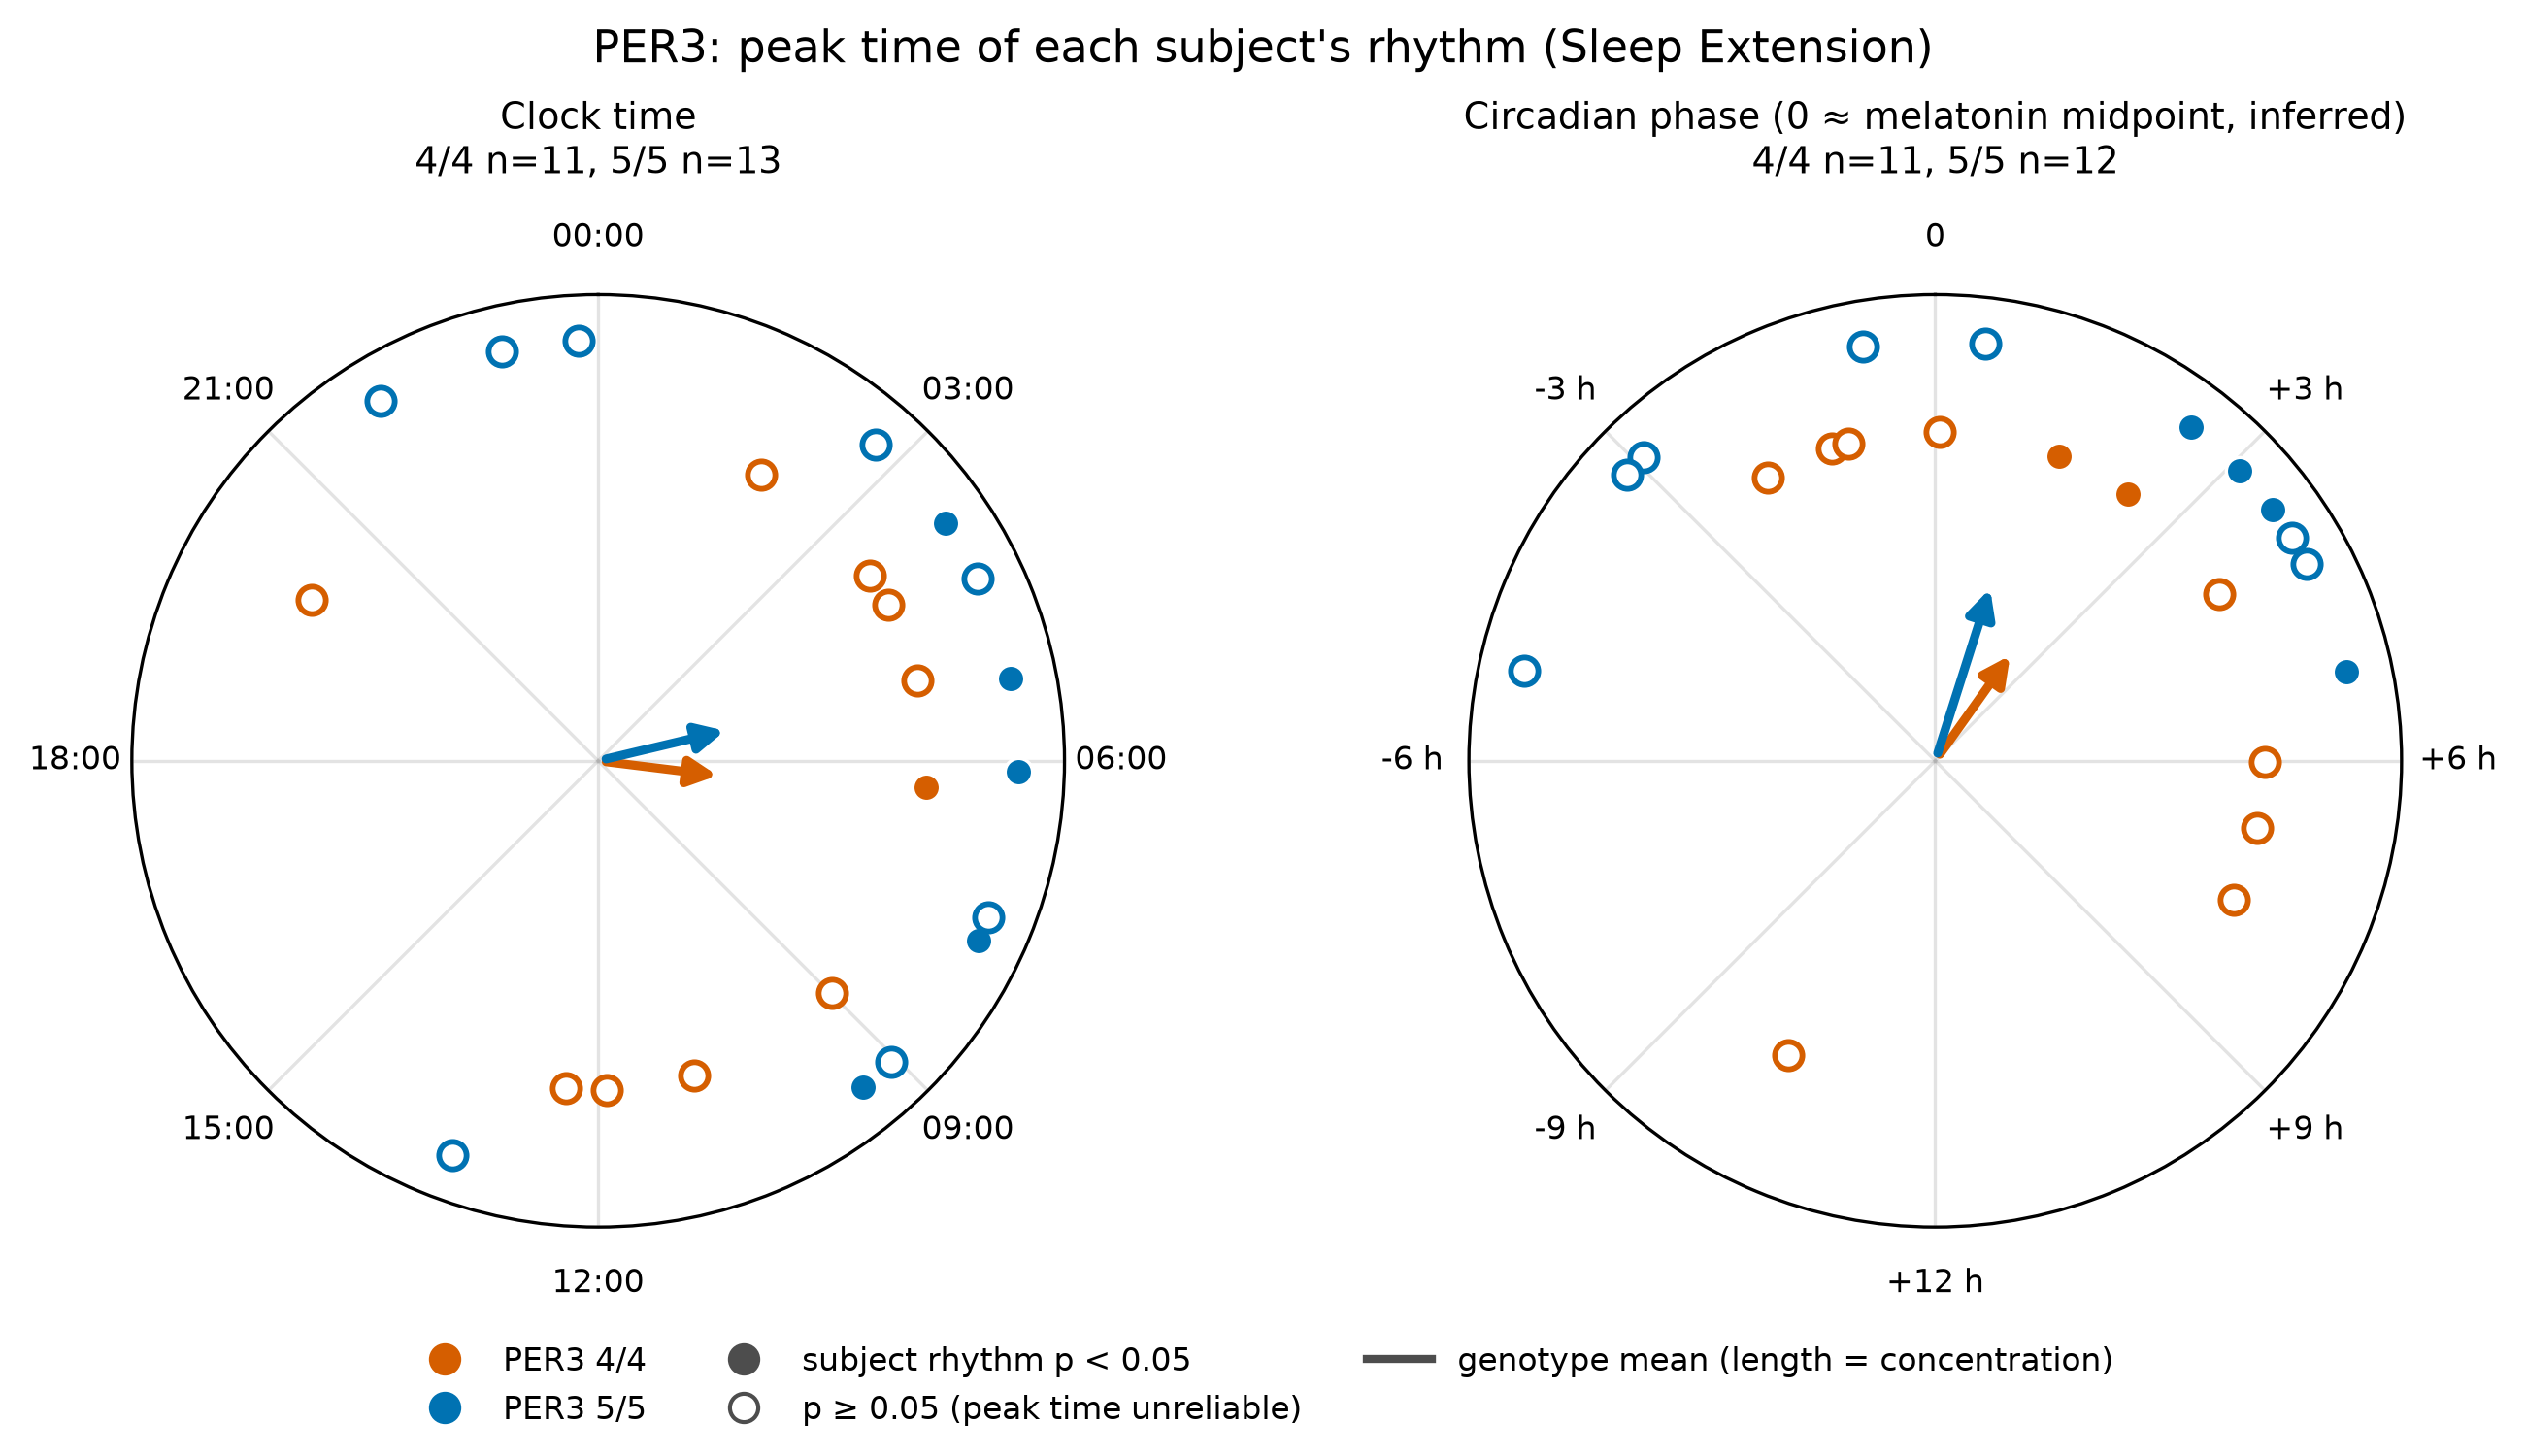 PER3: peak time of each subject's rhythm (Sleep Extension)
Clock time
4/4 n=11, 5/5 n=13
00:00
03:00
06:00
09:00
12:00
15:00
18:00
21:00
Circadian phase (0 ≈ melatonin midpoint, inferred)
4/4 n=11, 5/5 n=12
0
+3 h
+6 h
+9 h
+12 h
-9 h
-6 h
-3 h
PER3 4/4
PER3 5/5
subject rhythm p < 0.05
p ≥ 0.05 (peak time unreliable)
genotype mean (length = concentration)